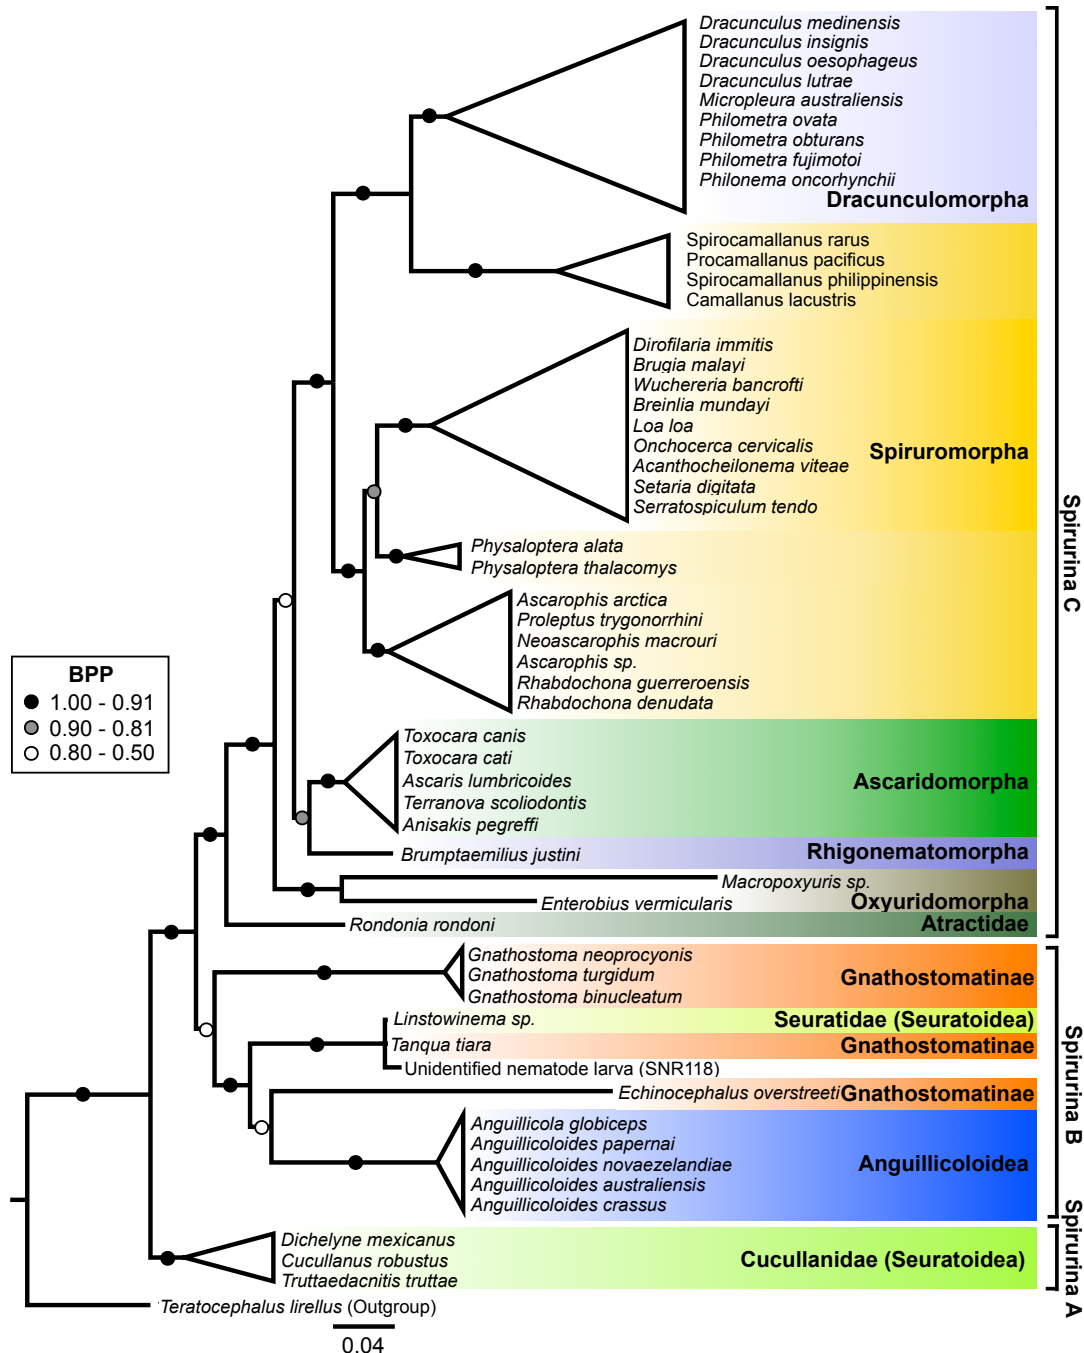 Dracunculus medinensis
Dracunculus insignis
Dracunculus oesophageus
Dracunculus lutrae
Micropleura australiensis
Philometra ovata
Philometra obturans
Philometra fujimotoi
Philonema oncorhynchii
Dracunculomorpha
Spirocamallanus rarus
Procamallanus pacificus
Spirocamallanus philippinensis
Camallanus lacustris
Dirofilaria immitis
Brugia malayi
Wuchereria bancrofti
Breinlia mundayi
Loa loa
Onchocerca cervicalis
Acanthocheilonema viteae
Setaria digitata
Serratospiculum tendo
Spiruromorpha
Physaloptera alata
Physaloptera thalacomys
Ascarophis arctica
Proleptus trygonorrhini
Neoascarophis macrouri
Ascarophis sp.
Rhabdochona guerreroensis
Rhabdochona denudata
Spirurina C
BPP
1.00 - 0.91
0.90 - 0.81
0.80 - 0.50
Toxocara canis
Toxocara cati
Ascaris lumbricoides
Terranova scoliodontis
Anisakis pegreffi
Ascaridomorpha
Brumptaemilius justini
Rhigonematomorpha
Macropoxyuris sp.
Enterobius vermicularis
Oxyuridomorpha
Rondonia rondoni
Atractidae
Gnathostoma neoprocyonis
Gnathostoma turgidum
Gnathostoma binucleatum
Gnathostomatinae
Linstowinema sp.
Seuratidae (Seuratoidea)
Tanqua tiara
Gnathostomatinae
Unidentified nematode larva (SNR118)
Echinocephalus overstreeti
Gnathostomatinae
Anguillicola globiceps
Anguillicoloides papernai
Anguillicoloides novaezelandiae
Anguillicoloides australiensis
Anguillicoloides crassus
Anguillicoloidea
Spirurina B
Dichelyne mexicanus
Cucullanus robustus
Truttaedacnitis truttae
Cucullanidae (Seuratoidea)
Spirurina A
Teratocephalus lirellus (Outgroup)
0.04